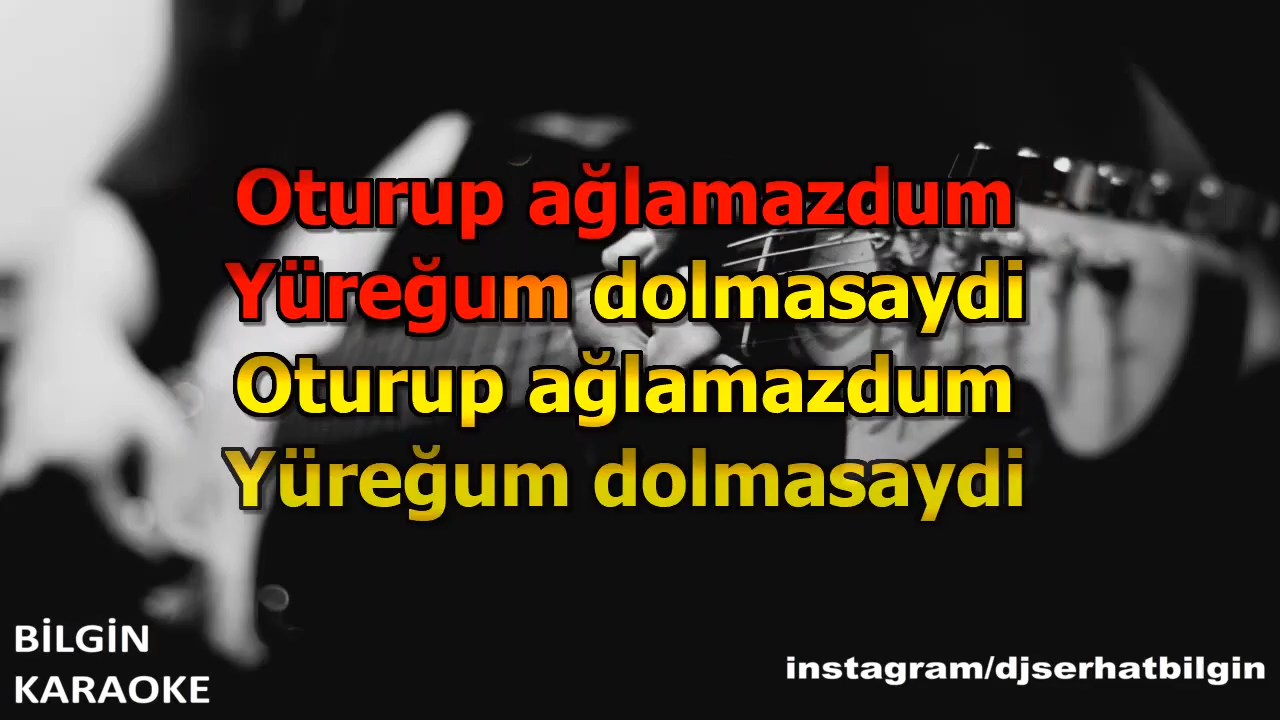 Oturup ağlamazdum
Yüreğum dolmasaydi
Oturup ağlamazdum
Yüreğum dolmasaydi
BİLGİN
KARAOKE
instagram/djserhatbilgin